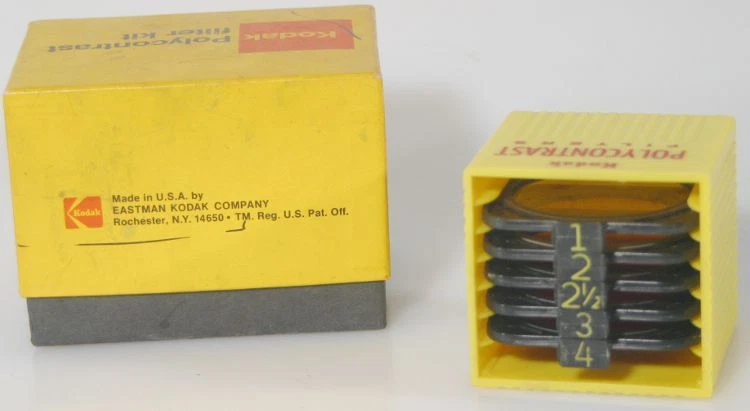 Kodak
Polycontrast
filter kit
Kodak
Made in U.S.A. by
EASTMAN KODAK COMPANY
Rochester, N.Y. 14650 • TM. Reg. U.S. Pat. Off.
Kodak
POLYCONTRAST
FILTERS
1
2
2½
3
4